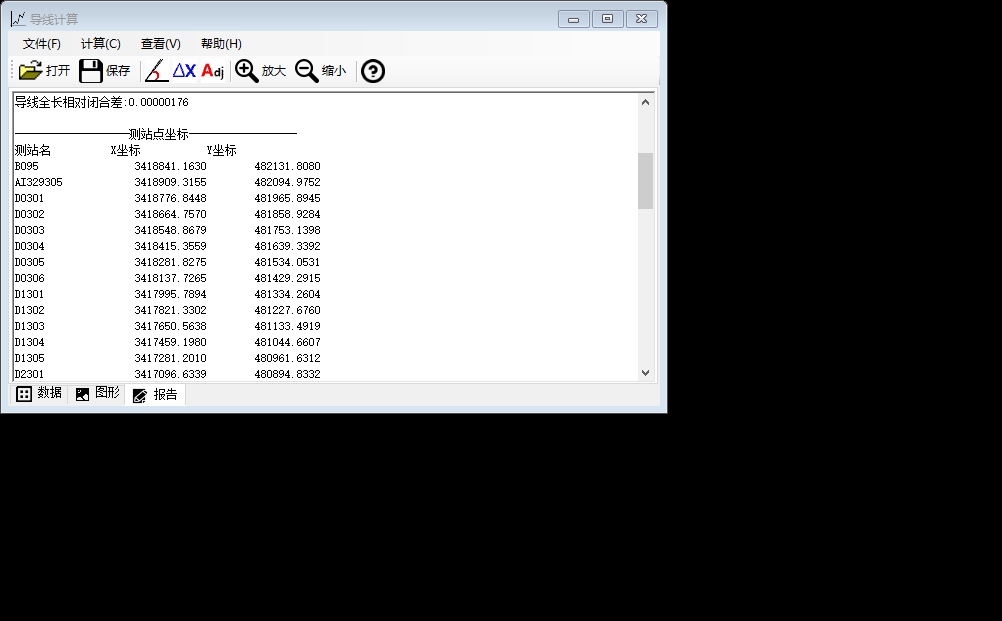 导线计算
文件(F) 计算(C) 查看(V) 帮助(H)
打开 保存 ΔX Adj 放大 缩小
导线全长相对闭合差:0.00000176
测站点坐标
测站名 X坐标 Y坐标
B095 3418841.1630 482131.8080
AI329305 3418909.3155 482094.9752
D0301 3418776.8448 481965.8945
D0302 3418664.7570 481858.9284
D0303 3418548.8679 481753.1398
D0304 3418415.3559 481639.3392
D0305 3418281.8275 481534.0531
D0306 3418137.7265 481429.2915
D1301 3417995.7894 481334.2604
D1302 3417821.3302 481227.6760
D1303 3417650.5638 481133.4919
D1304 3417459.1980 481044.6607
D1305 3417281.2010 480961.6312
D2301 3417096.6339 480894.8332
数据 图形 报告